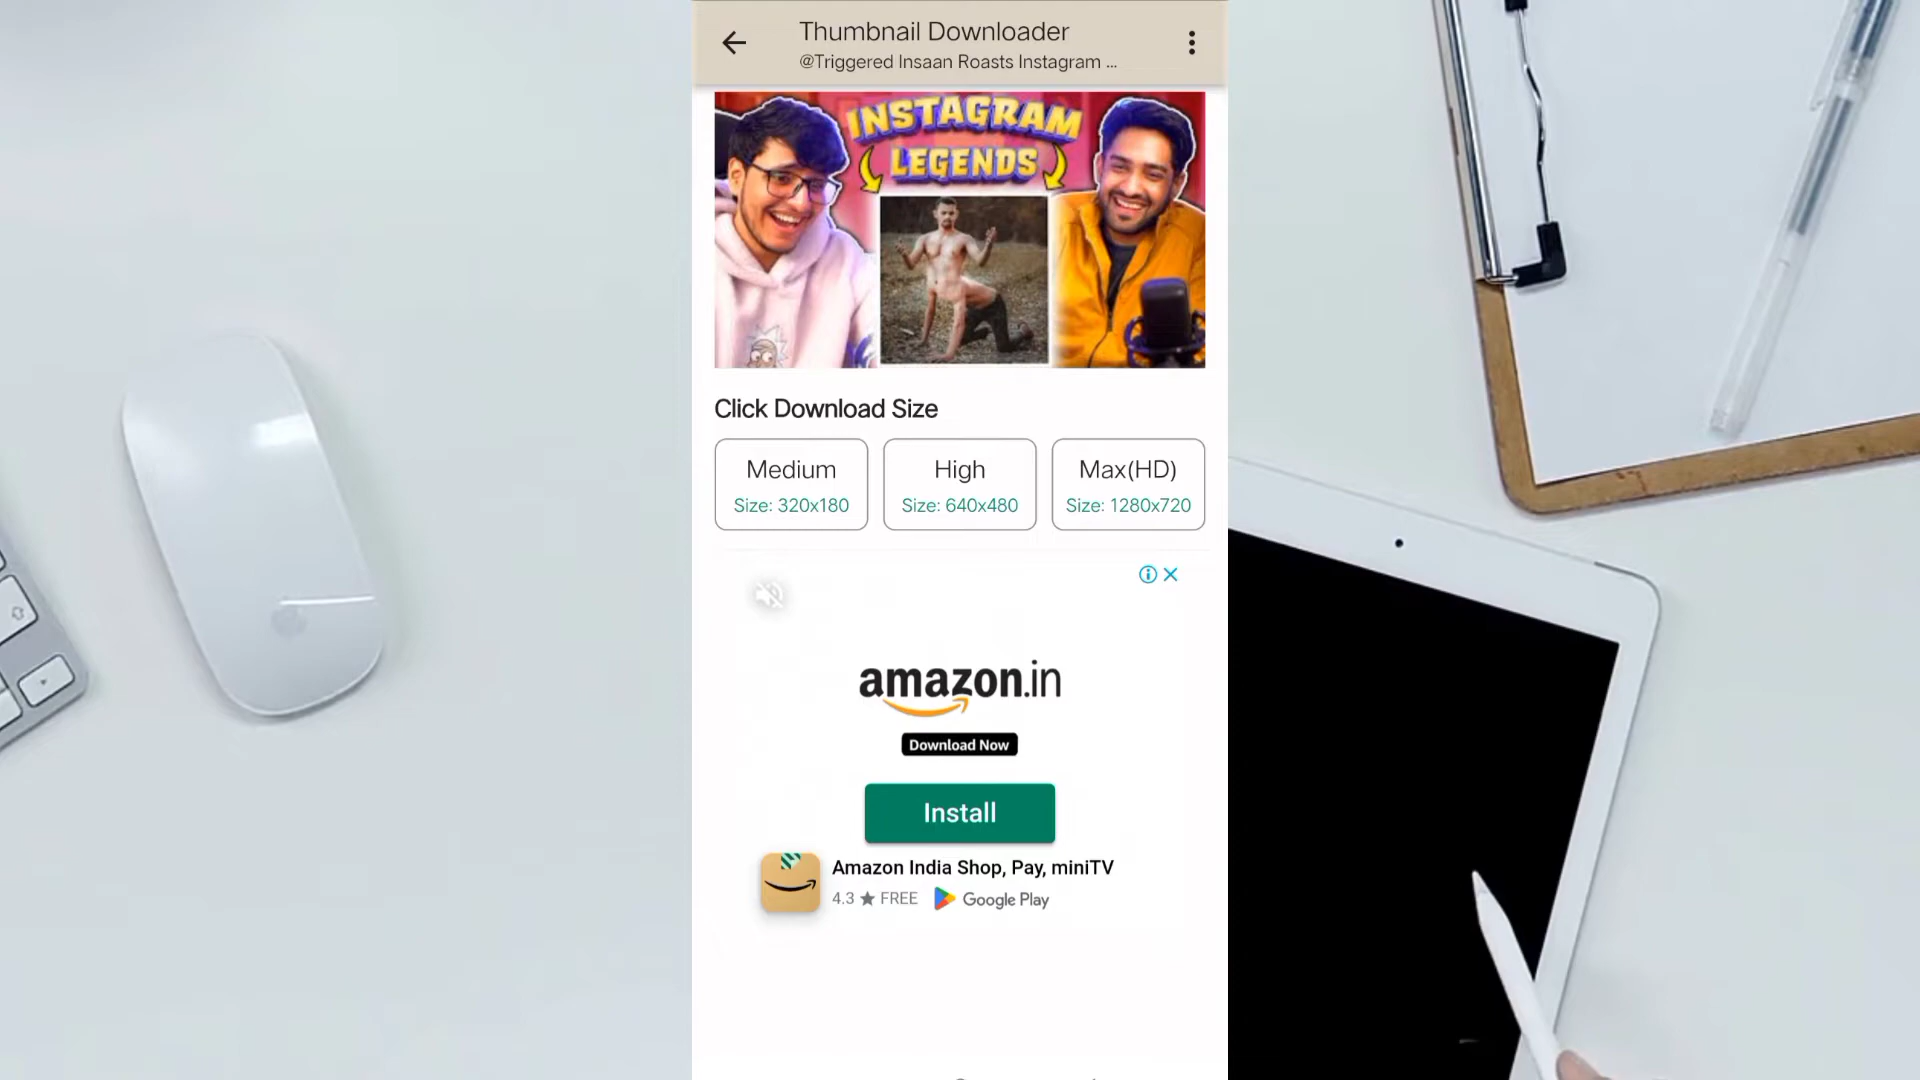 Thumbnail Downloader
@Triggered Insaan Roasts Instagram ...
INSTAGRAM
LEGENDS
Click Download Size
Medium
Size: 320x180
High
Size: 640x480
Max(HD)
Size: 1280x720
amazon.in
Download Now
Install
Amazon India Shop, Pay, miniTV
4.3 ★ FREE Google Play